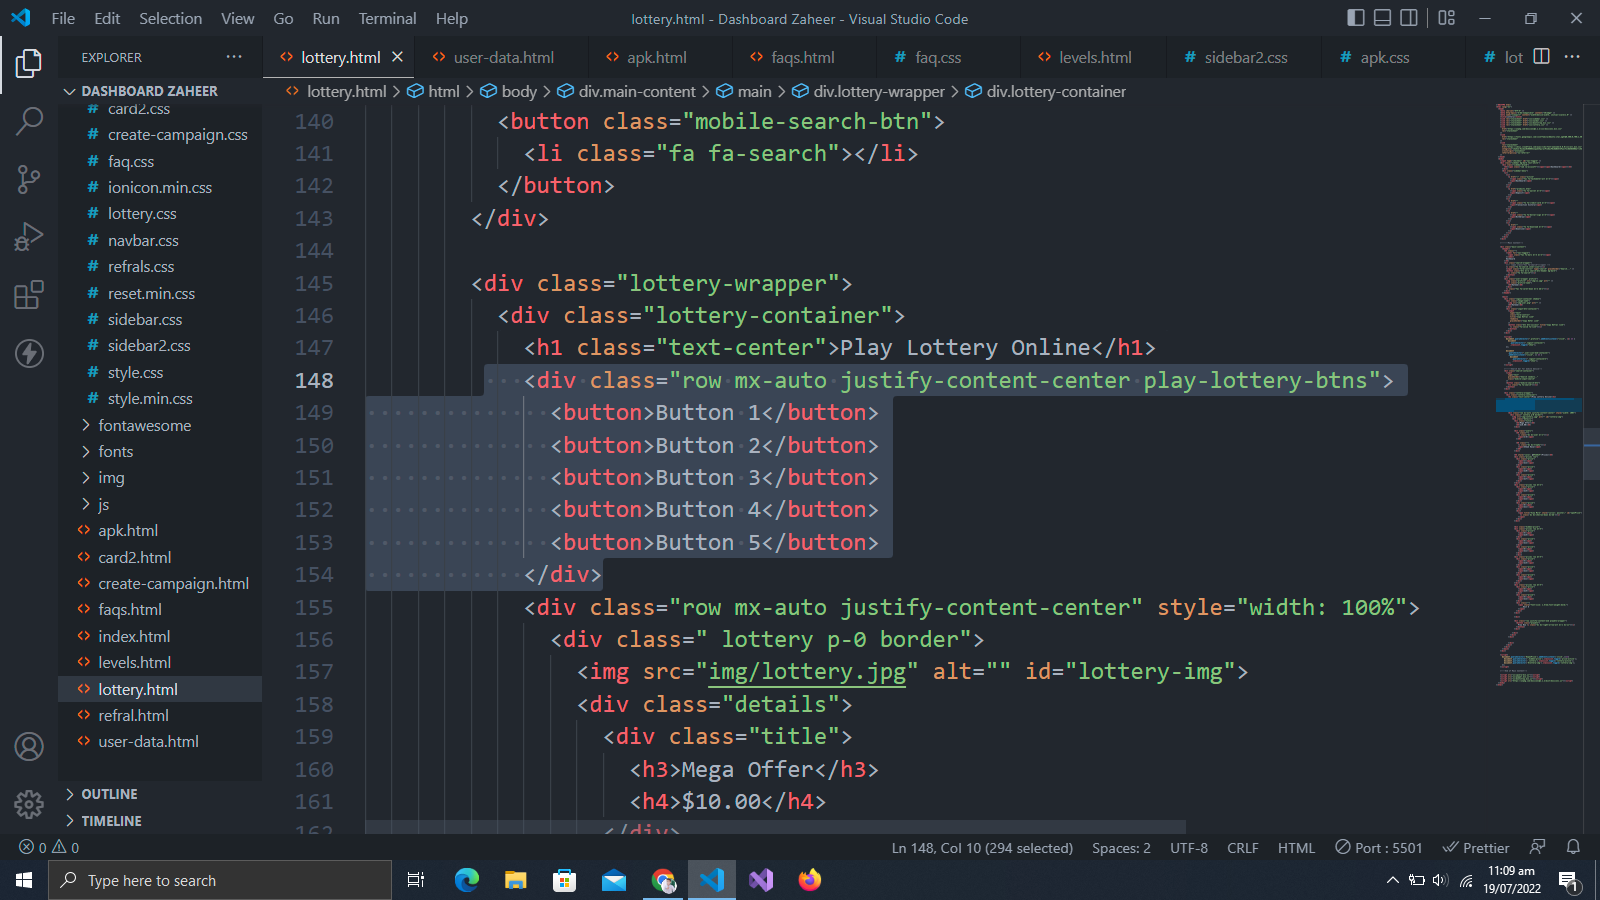 File Edit Selection View Go Run Terminal Help
lottery.html - Dashboard Zaheer - Visual Studio Code
EXPLORER
lottery.html
user-data.html
apk.html
faqs.html
faq.css
levels.html
sidebar2.css
apk.css
lot
DASHBOARD ZAHEER
card2.css
create-campaign.css
faq.css
ionicon.min.css
lottery.css
navbar.css
refrals.css
reset.min.css
sidebar.css
sidebar2.css
style.css
style.min.css
fontawesome
fonts
img
js
apk.html
card2.html
create-campaign.html
faqs.html
index.html
levels.html
lottery.html
refral.html
user-data.html
OUTLINE
TIMELINE
lottery.html > html > body > div.main-content > main > div.lottery-wrapper > div.lottery-container
140 <button class="mobile-search-btn">
141 <li class="fa fa-search"></li>
142 </button>
143 </div>
144
145 <div class="lottery-wrapper">
146 <div class="lottery-container">
147 <h1 class="text-center">Play Lottery Online</h1>
148 <div class="row mx-auto justify-content-center play-lottery-btns">
149 <button>Button 1</button>
150 <button>Button 2</button>
151 <button>Button 3</button>
152 <button>Button 4</button>
153 <button>Button 5</button>
154 </div>
155 <div class="row mx-auto justify-content-center" style="width: 100%">
156 <div class=" lottery p-0 border">
157 <img src="img/lottery.jpg" alt="" id="lottery-img">
158 <div class="details">
159 <div class="title">
160 <h3>Mega Offer</h3>
161 <h4>$10.00</h4>
162 </div>
0 0
Ln 148, Col 10 (294 selected) Spaces: 2 UTF-8 CRLF HTML Port : 5501 Prettier
Type here to search
11:09 am
19/07/2022
1